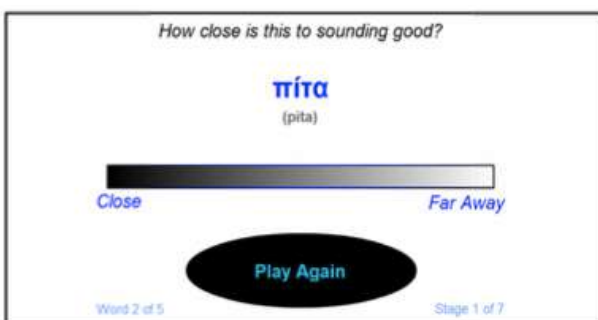 How close is this to sounding good?
πίτα
(pita)
Close Far Away
Play Again
Word 2 of 5 Stage 1 of 7